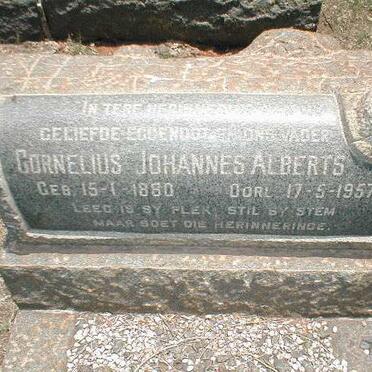 IN TERE HERINNERING
GELIEFDE EGGENOOT EN ONS VADER
CORNELIUS JOHANNES ALBERTS
GEB. 15-1-1880 OORL. 17-5-1957
LEEG IS SY PLEK, STIL SY STEM
MAAR SOET DIE HERINNERINGE.